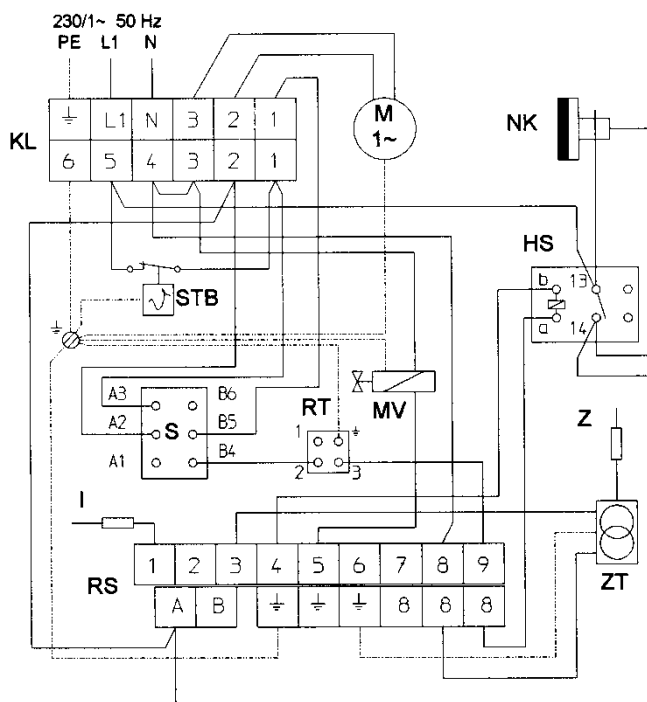 230/1~ 50 Hz
PE L1 N
KL
L1 N 3 2 1
6 5 4 3 2 1
M
1~
NK
HS
b 13
a 14
STB
A3 B6
A2 S B5
A1 B4
RT
1
2 3
MV
Z
I
ZT
RS
1 2 3 4 5 6 7 8 9
A B 8 8 8